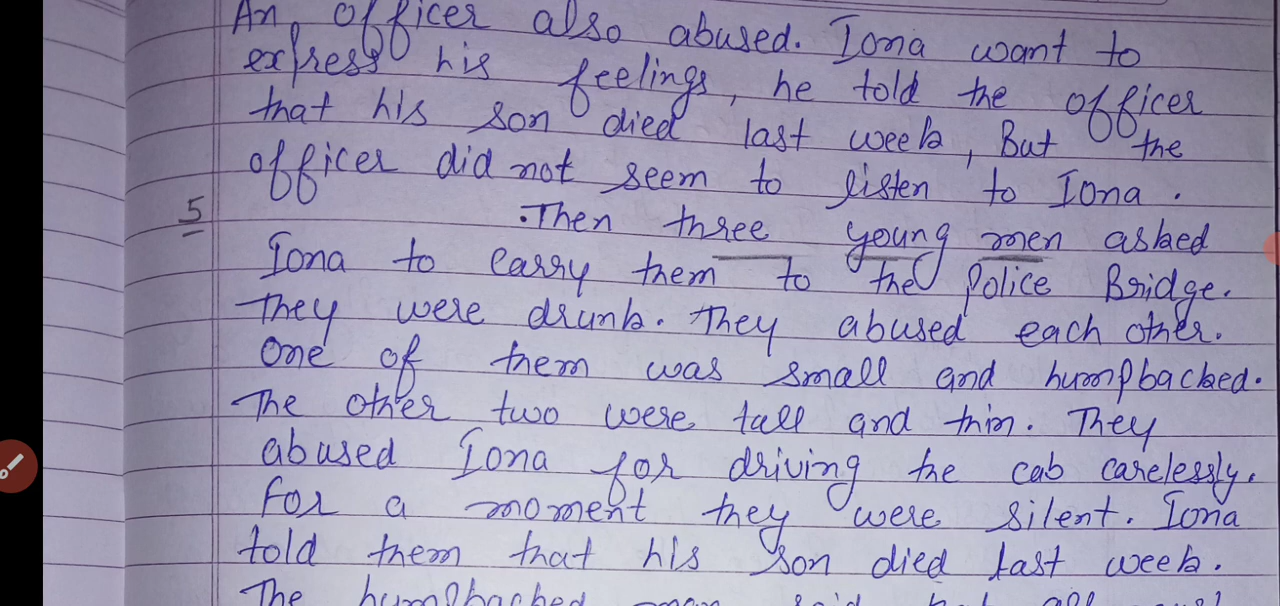 An officer also abused. Iona want to
express his feelings, he told the officer
that his son died last week, But the
officer did not seem to listen to Iona.
5
.Then three young men asked
Iona to carry them to the Police Bridge.
They were drunk. They abused each other.
One of them was small and humpbacked.
The other two were tall and thin. They
abused Iona for driving the cab carelessly.
For a moment they were silent. Iona
told them that his son died last week.
The humpbacked man said